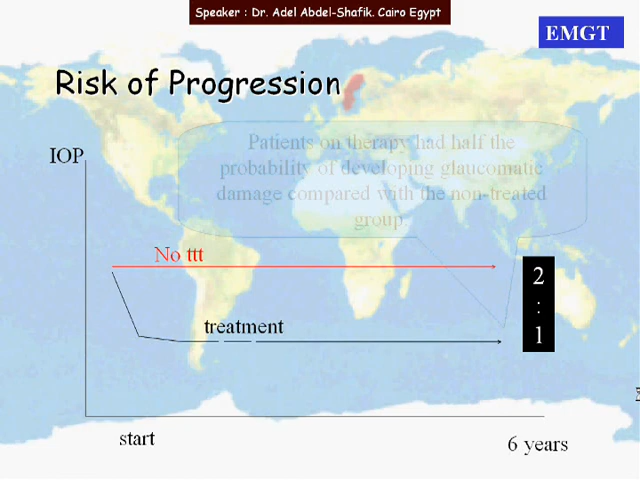 Speaker : Dr. Adel Abdel-Shafik. Cairo Egypt
EMGT
Risk of Progression
Patients on therapy had half the
probability of developing glaucomatic
damage compared with the non-treated
group.
IOP
No ttt
2
:
1
treatment
start
6 years